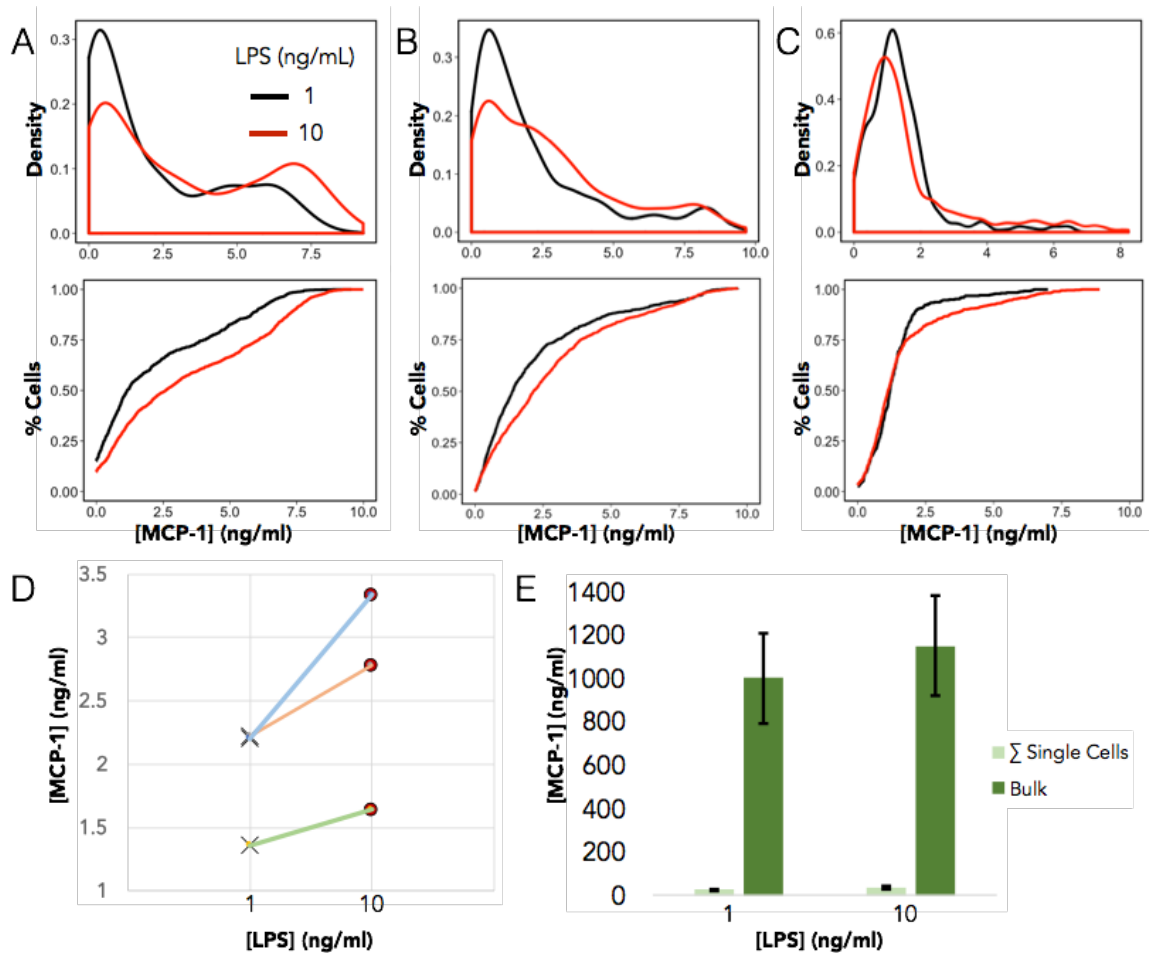 A
B
C
LPS (ng/mL)
1
10
Density
0.3
0.2
0.1
0.0
0.0 2.5 5.0 7.5
Density
0.3
0.2
0.1
0.0
0.0 2.5 5.0 7.5 10.0
Density
0.6
0.4
0.2
0.0
0 2 4 6 8
% Cells
1.00
0.75
0.50
0.25
0.00
0.0 2.5 5.0 7.5 10.0
[MCP-1] (ng/ml)
% Cells
1.00
0.75
0.50
0.25
0.00
0.0 2.5 5.0 7.5 10.0
[MCP-1] (ng/ml)
% Cells
1.00
0.75
0.50
0.25
0.00
0.0 2.5 5.0 7.5 10.0
[MCP-1] (ng/ml)
D
[MCP-1] (ng/ml)
3.5
3
2.5
2
1.5
1
1 10
[LPS] (ng/ml)
E
[MCP-1] (ng/ml)
1400
1200
1000
800
600
400
200
0
1 10
[LPS] (ng/ml)
∑ Single Cells
Bulk